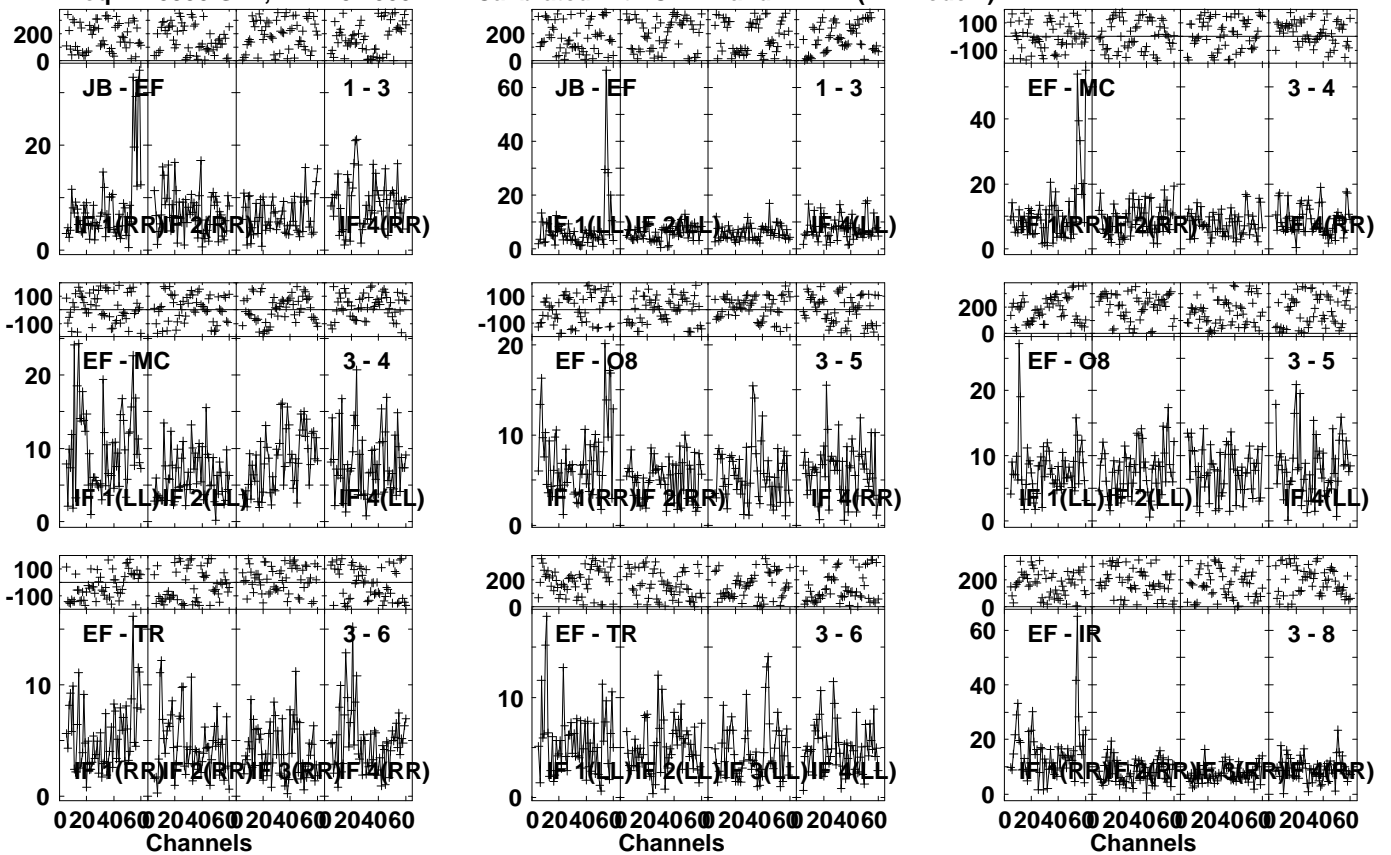 200
0
200
0
100
-100
JB - EF 1 - 3
20
0
IF 1(RR) IF 2(RR) IF 4(RR)
JB - EF 1 - 3
60
40
20
0
IF 1(LL) IF 2(LL) IF 4(LL)
EF - MC 3 - 4
40
20
0
IF 1(RR) IF 2(RR) IF 4(RR)
100
-100
100
-100
200
0
EF - MC 3 - 4
20
10
0
IF 1(LL) IF 2(LL) IF 4(LL)
EF - O8 3 - 5
20
10
0
IF 1(RR) IF 2(RR) IF 4(RR)
EF - O8 3 - 5
20
10
0
IF 1(LL) IF 2(LL) IF 4(LL)
100
-100
200
0
200
0
EF - TR 3 - 6
10
0
IF 1(RR) IF 2(RR) IF 3(RR) IF 4(RR)
EF - TR 3 - 6
10
0
IF 1(LL) IF 2(LL) IF 3(LL) IF 4(LL)
EF - IR 3 - 8
60
40
20
0
IF 1(RR) IF 2(RR) IF 3(RR) IF 4(RR)
0 20 40 60 0 20 40 60 0 20 40 60 0 20 40 60
Channels
0 20 40 60 0 20 40 60 0 20 40 60 0 20 40 60
Channels
0 20 40 60 0 20 40 60 0 20 40 60 0 20 40 60
Channels